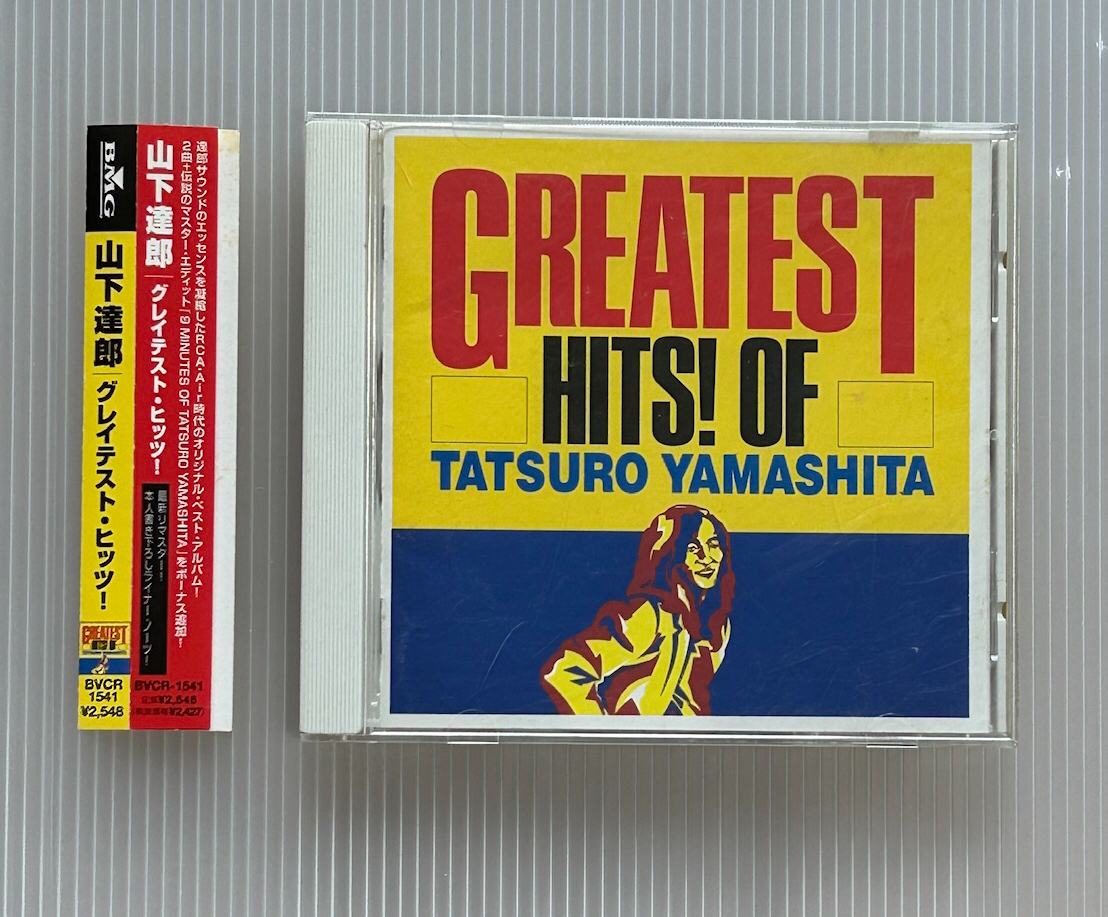 BMG
山下達郎
グレイテスト・ヒッツ!
GREATEST
BVCR
1541
¥2,548
達郎サウンドのエッセンスを凝縮したRCA・Air時代のオリジナル・ベスト・アルバム!
2曲+伝説のマスター・エディット「9 MINUTES OF TATSURO YAMASHITA」をボーナス追加!
山下達郎
グレイテスト・ヒッツ!
最新リマスター!
本人書き下ろしライナー・ノーツ!
BVCR-1541
¥2,548
¥2,427
GREATEST
HITS! OF
TATSURO YAMASHITA